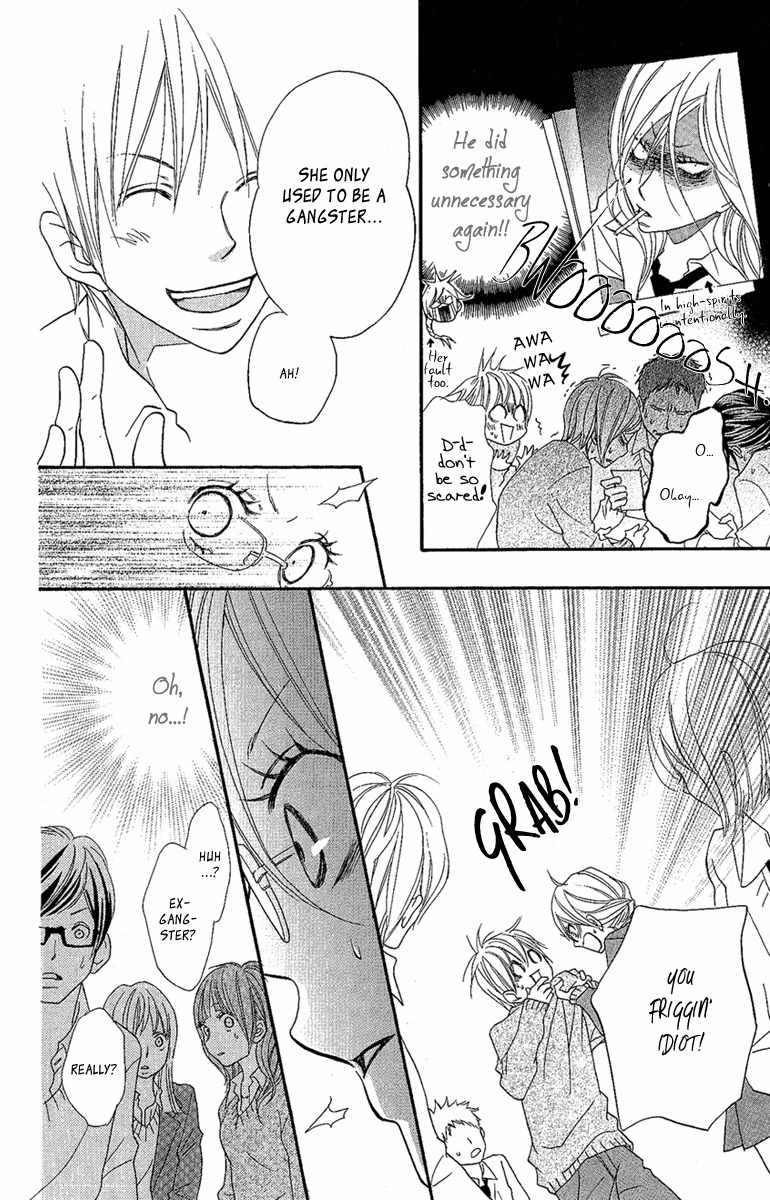 He did
something
unnecessary
again!!
BWOOOOOOOSH.
In high-spirits
unintentionally.
Her
fault
too.
AWA
WA
WA
D-d-
don't
be so
scared!
O...
Okay...
SHE ONLY
USED TO BE A
GANGSTER...
AH!
GRAB!
YOU
FRIGGIN'
IDIOT!
Oh,
no...!
HUH
...?
EX-
GANG-
STER?
REALLY?